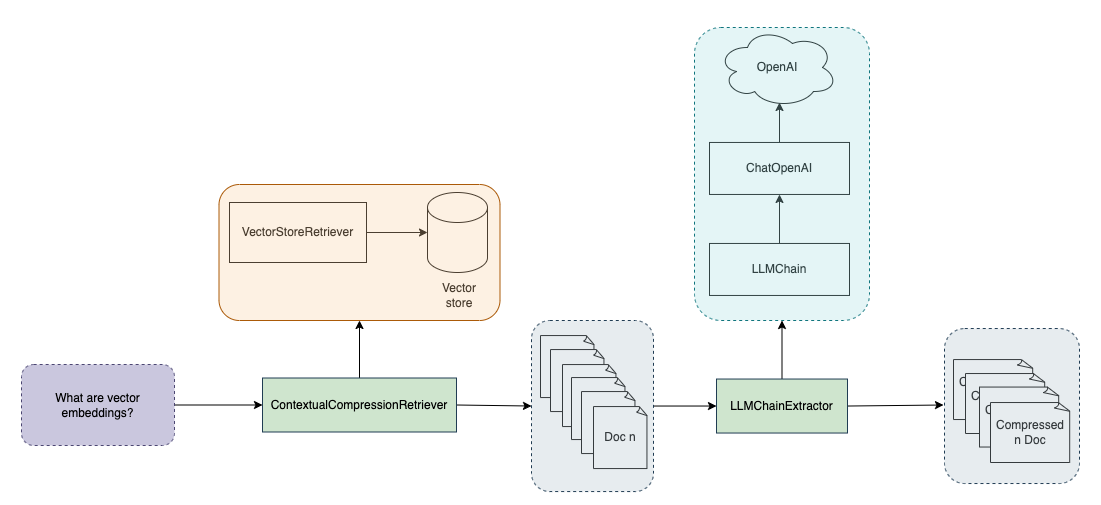 OpenAI
ChatOpenAI
LLMChain
VectorStoreRetriever
Vector
store
What are vector
embeddings?
ContextualCompressionRetriever
Doc n
LLMChainExtractor
C
C
C
Compressed
n Doc